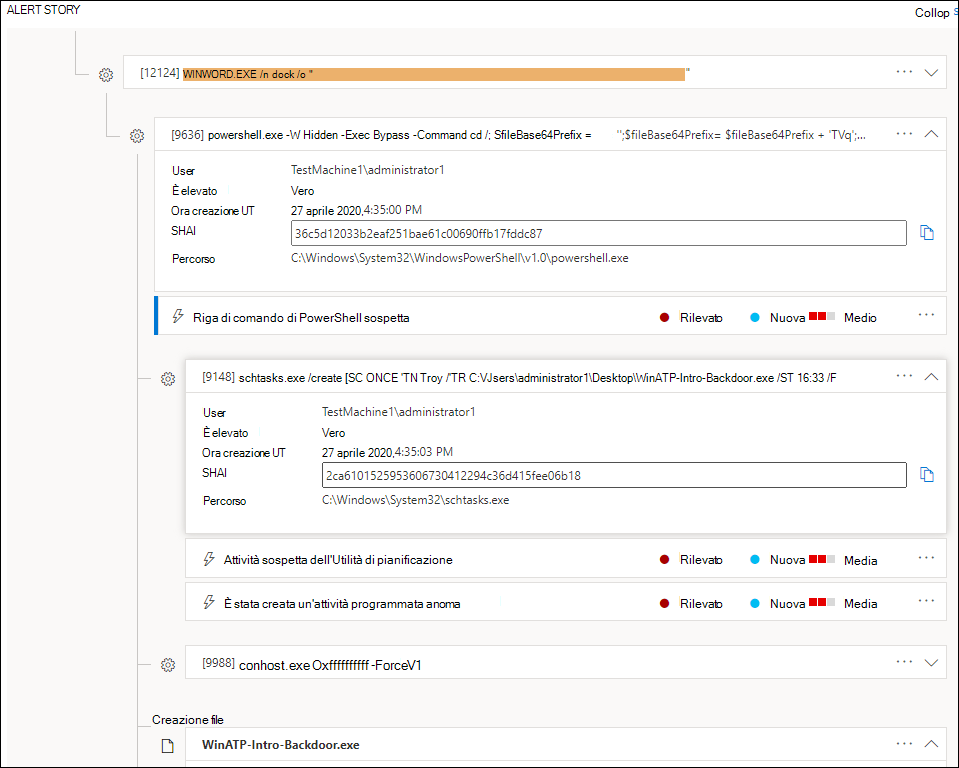 ALERT STORY
Collop s
[12124] WINWORD.EXE /n dock /o " "
[9636] powershell.exe -W Hidden -Exec Bypass -Command cd /; SfileBase64Prefix = ";$fileBase64Prefix= $fileBase64Prefix + 'TVq';...
User TestMachine1\administrator1
È elevato Vero
Ora creazione UT 27 aprile 2020,4:35:00 PM
SHAI 36c5d12033b2eaf251bae61c00690ffb17fddc87
Percorso C:\Windows\System32\WindowsPowerShell\v1.0\powershell.exe
Riga di comando di PowerShell sospetta Rilevato Nuova Medio
[9148] schtasks.exe /create [SC ONCE 'TN Troy /'TR C:\Users\administrator1\Desktop\WinATP-Intro-Backdoor.exe /ST 16:33 /F
User TestMachine1\administrator1
È elevato Vero
Ora creazione UT 27 aprile 2020,4:35:03 PM
SHAI 2ca6101525953606730412294c36d415fee06b18
Percorso C:\Windows\System32\schtasks.exe
Attività sospetta dell'Utilità di pianificazione Rilevato Nuova Media
È stata creata un'attività programmata anoma Rilevato Nuova Media
[9988] conhost.exe Oxffffffffff -ForceV1
Creazione file
WinATP-Intro-Backdoor.exe